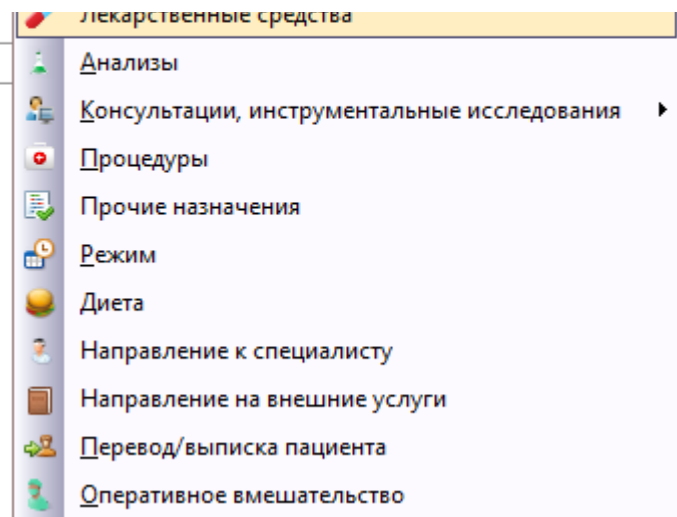 Лекарственные средства
Анализы
Консультации, инструментальные исследования
Процедуры
Прочие назначения
Режим
Диета
Направление к специалисту
Направление на внешние услуги
Перевод/выписка пациента
Оперативное вмешательство